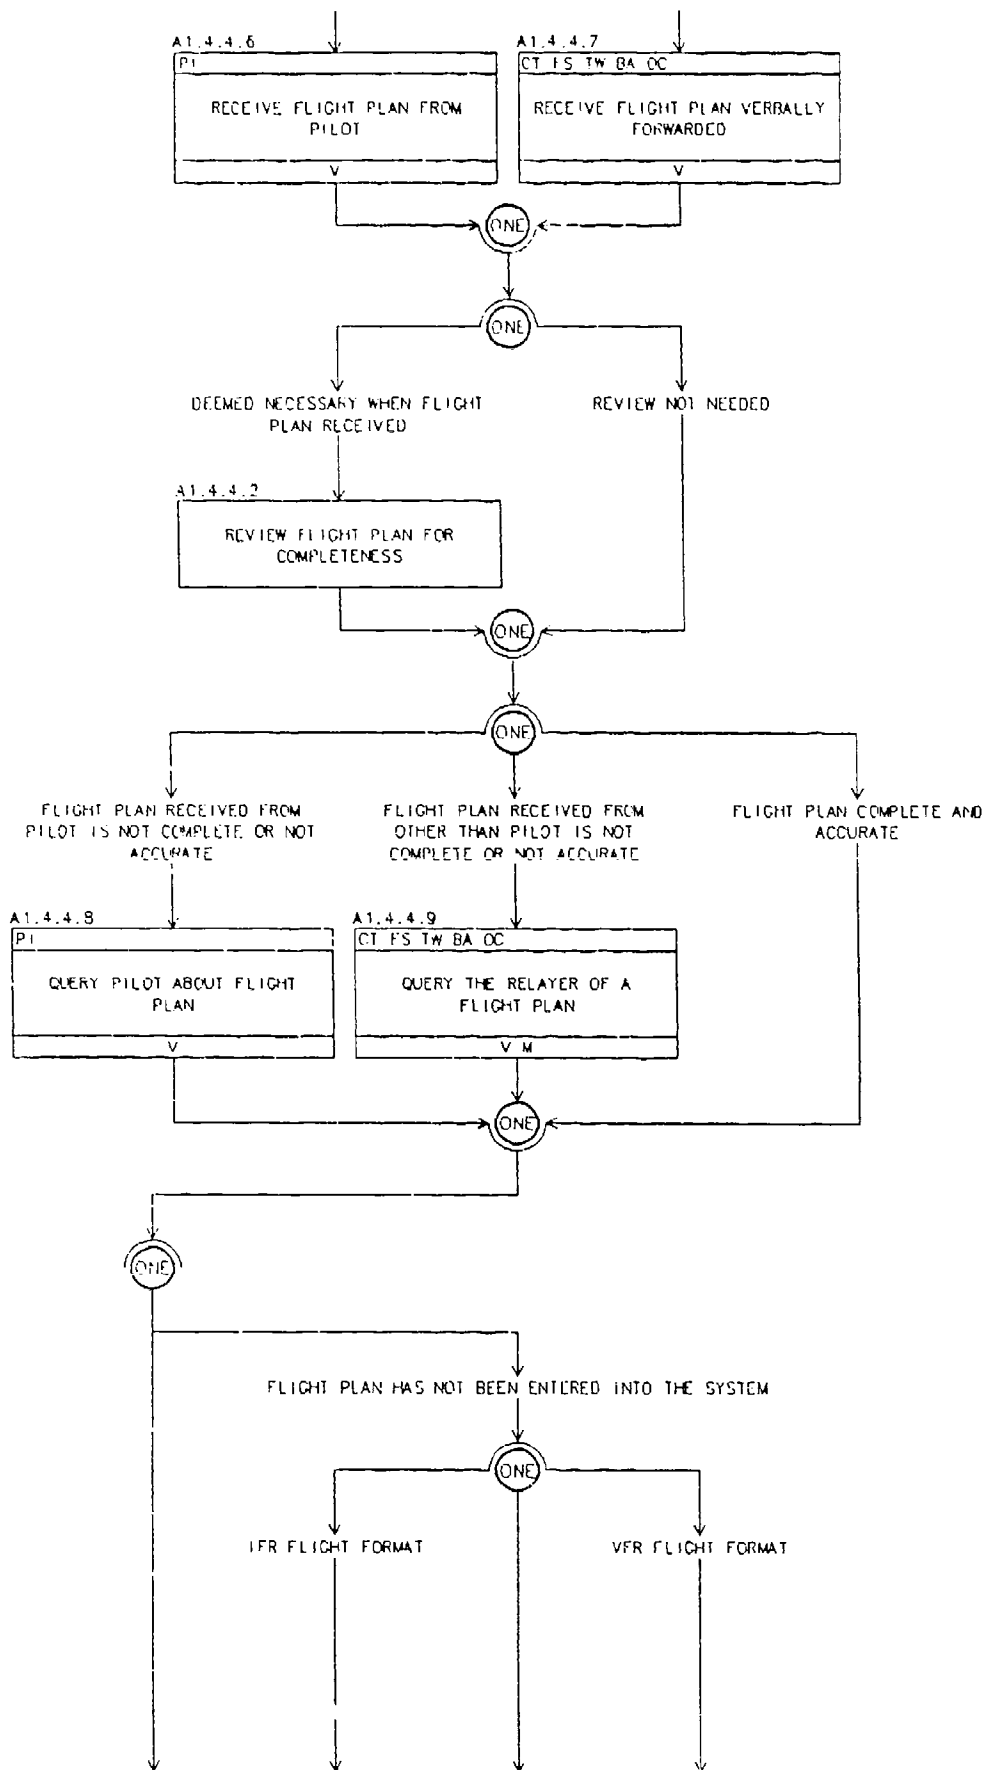 A1.4.4.6
PI
RECEIVE FLIGHT PLAN FROM
PILOT
V
A1.4.4.7
CT FS TW BA OC
RECEIVE FLIGHT PLAN VERBALLY
FORWARDED
V
ONE
ONE
DEEMED NECESSARY WHEN FLIGHT
PLAN RECEIVED
REVIEW NOT NEEDED
A1.4.4.2
REVIEW FLIGHT PLAN FOR
COMPLETENESS
ONE
ONE
FLIGHT PLAN RECEIVED FROM
PILOT IS NOT COMPLETE OR NOT
ACCURATE
FLIGHT PLAN RECEIVED FROM
OTHER THAN PILOT IS NOT
COMPLETE OR NOT ACCURATE
FLIGHT PLAN COMPLETE AND
ACCURATE
A1.4.4.8
PI
QUERY PILOT ABOUT FLIGHT
PLAN
V
A1.4.4.9
CT FS TW BA OC
QUERY THE RELAYER OF A
FLIGHT PLAN
V M
ONE
ONE
FLIGHT PLAN HAS NOT BEEN ENTERED INTO THE SYSTEM
ONE
IFR FLIGHT FORMAT
VFR FLIGHT FORMAT